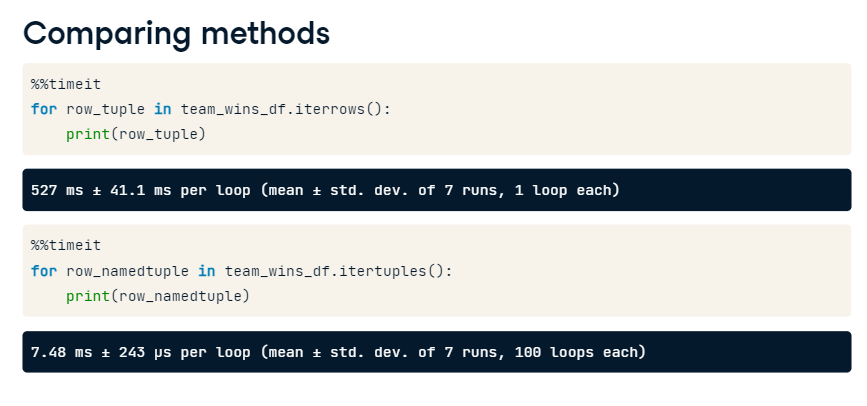 Comparing methods
%%timeit
for row_tuple in team_wins_df.iterrows():
    print(row_tuple)
527 ms ± 41.1 ms per loop (mean ± std. dev. of 7 runs, 1 loop each)
%%timeit
for row_namedtuple in team_wins_df.itertuples():
    print(row_namedtuple)
7.48 ms ± 243 µs per loop (mean ± std. dev. of 7 runs, 100 loops each)